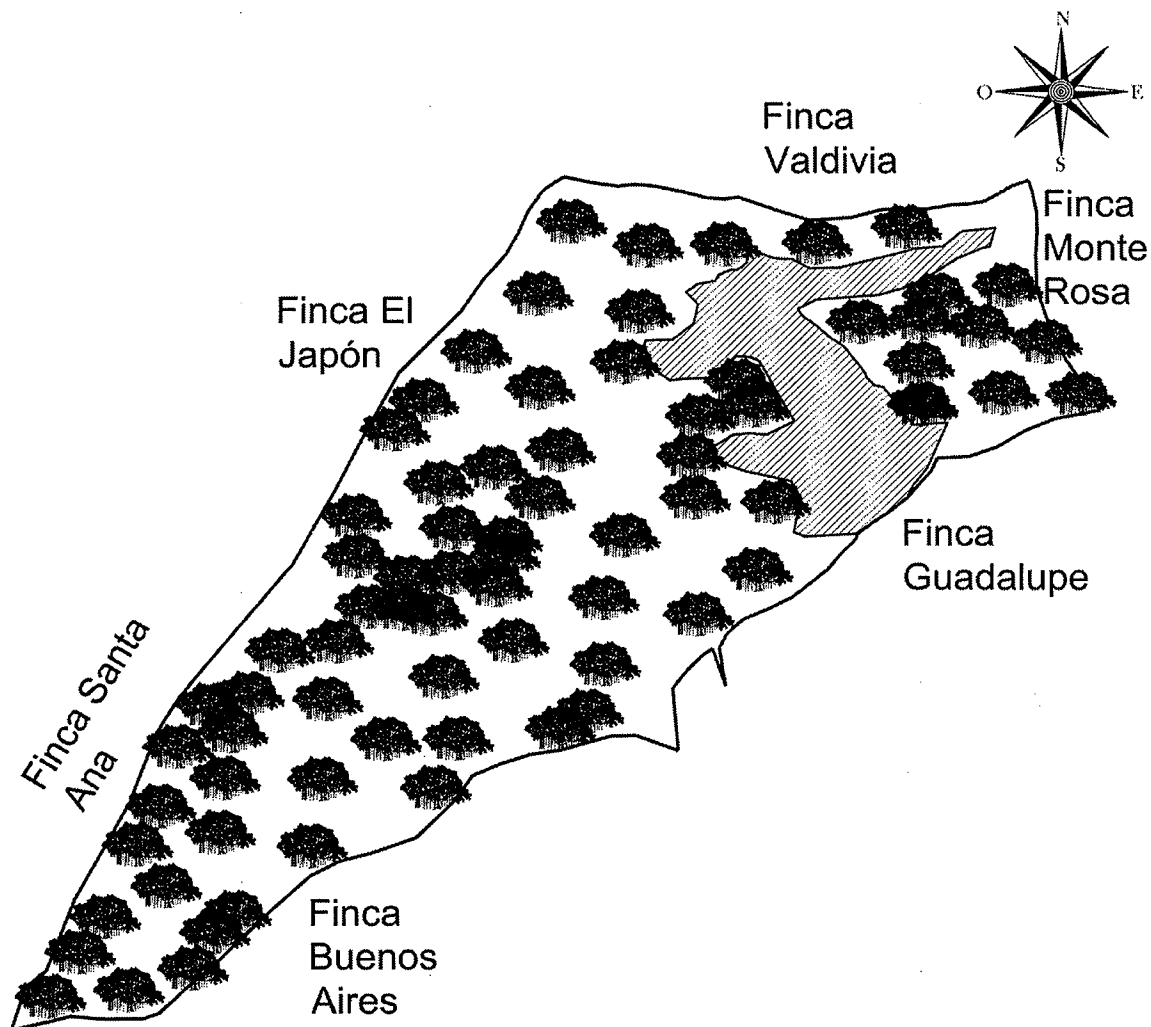 N
O
E
S
Finca
Valdivia
Finca
Monte
Rosa
Finca El
Japón
Finca
Guadalupe
Finca Santa
Ana
Finca
Buenos
Aires